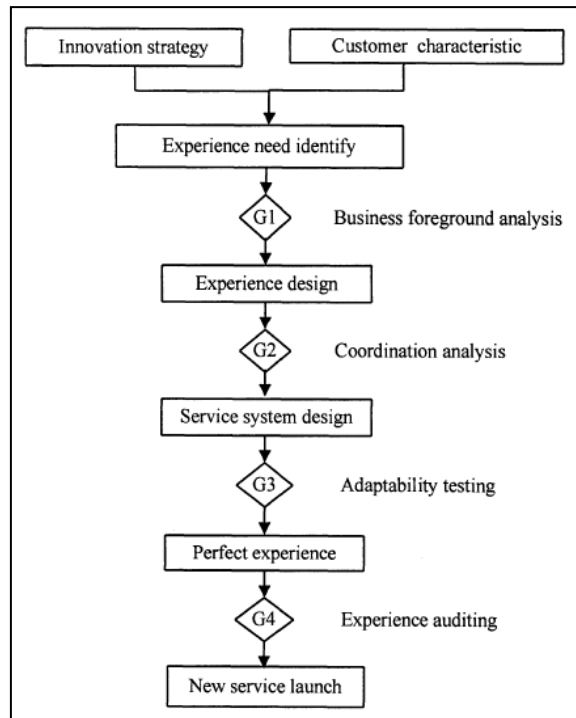 Innovation strategy
Customer characteristic
Experience need identify
G1
Business foreground analysis
Experience design
G2
Coordination analysis
Service system design
G3
Adaptability testing
Perfect experience
G4
Experience auditing
New service launch